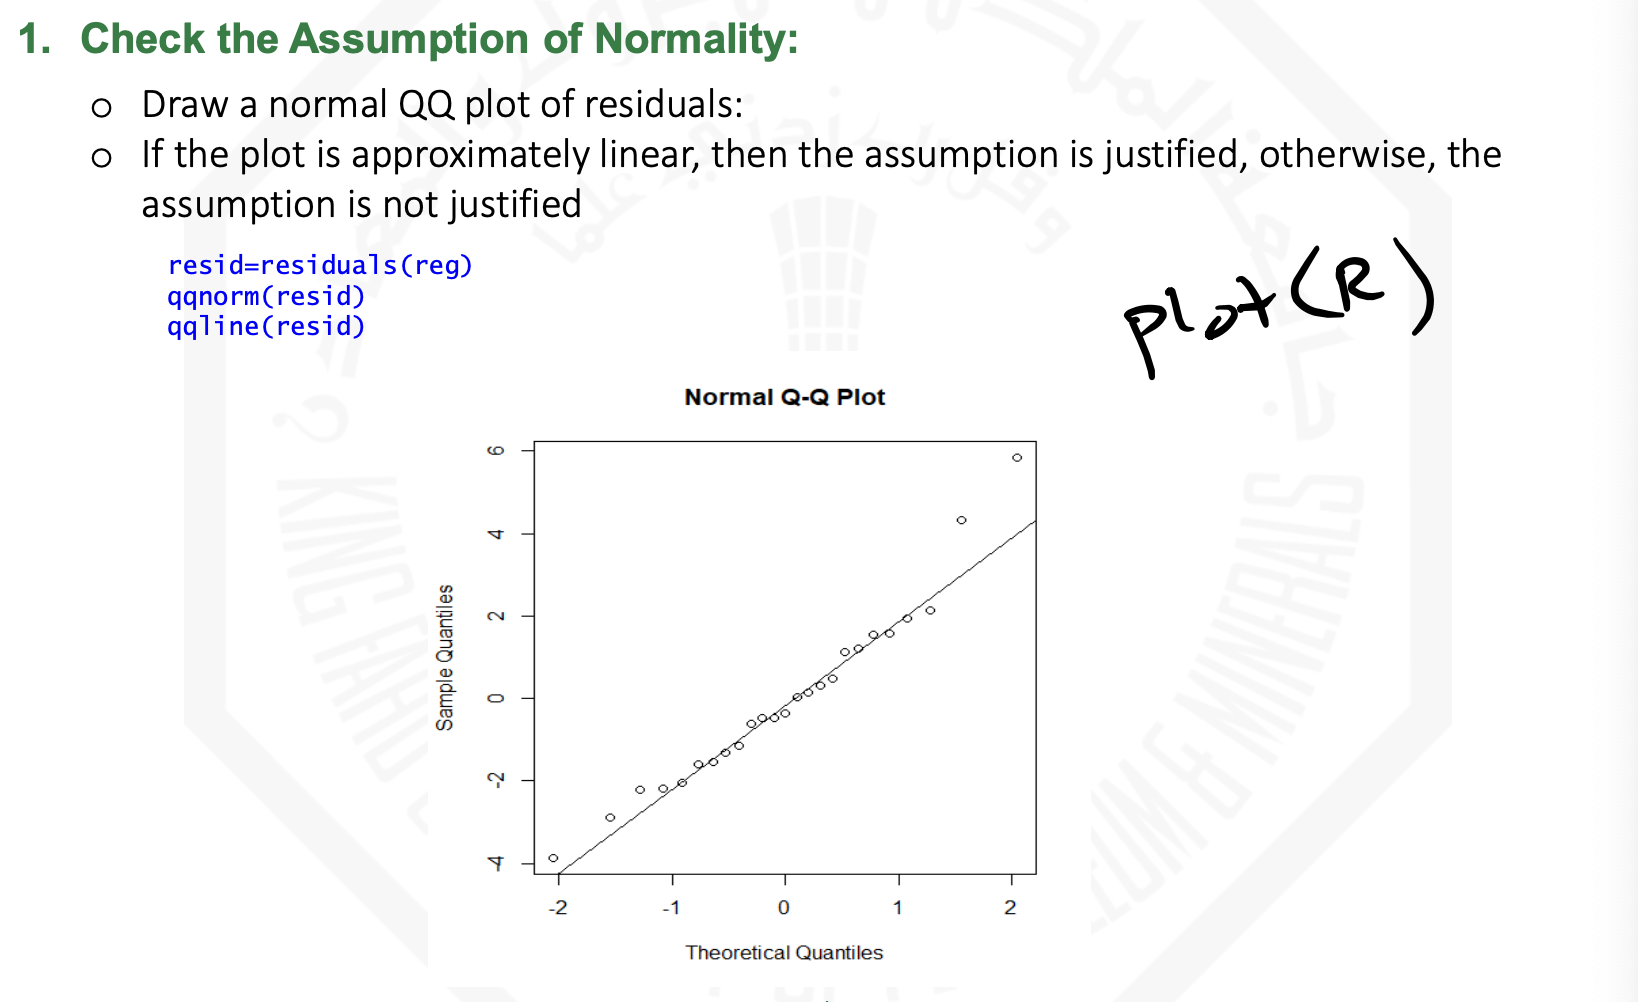 1. Check the Assumption of Normality:
o Draw a normal QQ plot of residuals:
o If the plot is approximately linear, then the assumption is justified, otherwise, the
assumption is not justified
resid=residuals(reg)
qqnorm(resid)
qqline(resid)
plot(R)
Normal Q-Q Plot
Sample Quantiles
6
4
2
0
-2
-4
-2 -1 0 1 2
Theoretical Quantiles
KING FAHD
LEUM & MINERALS